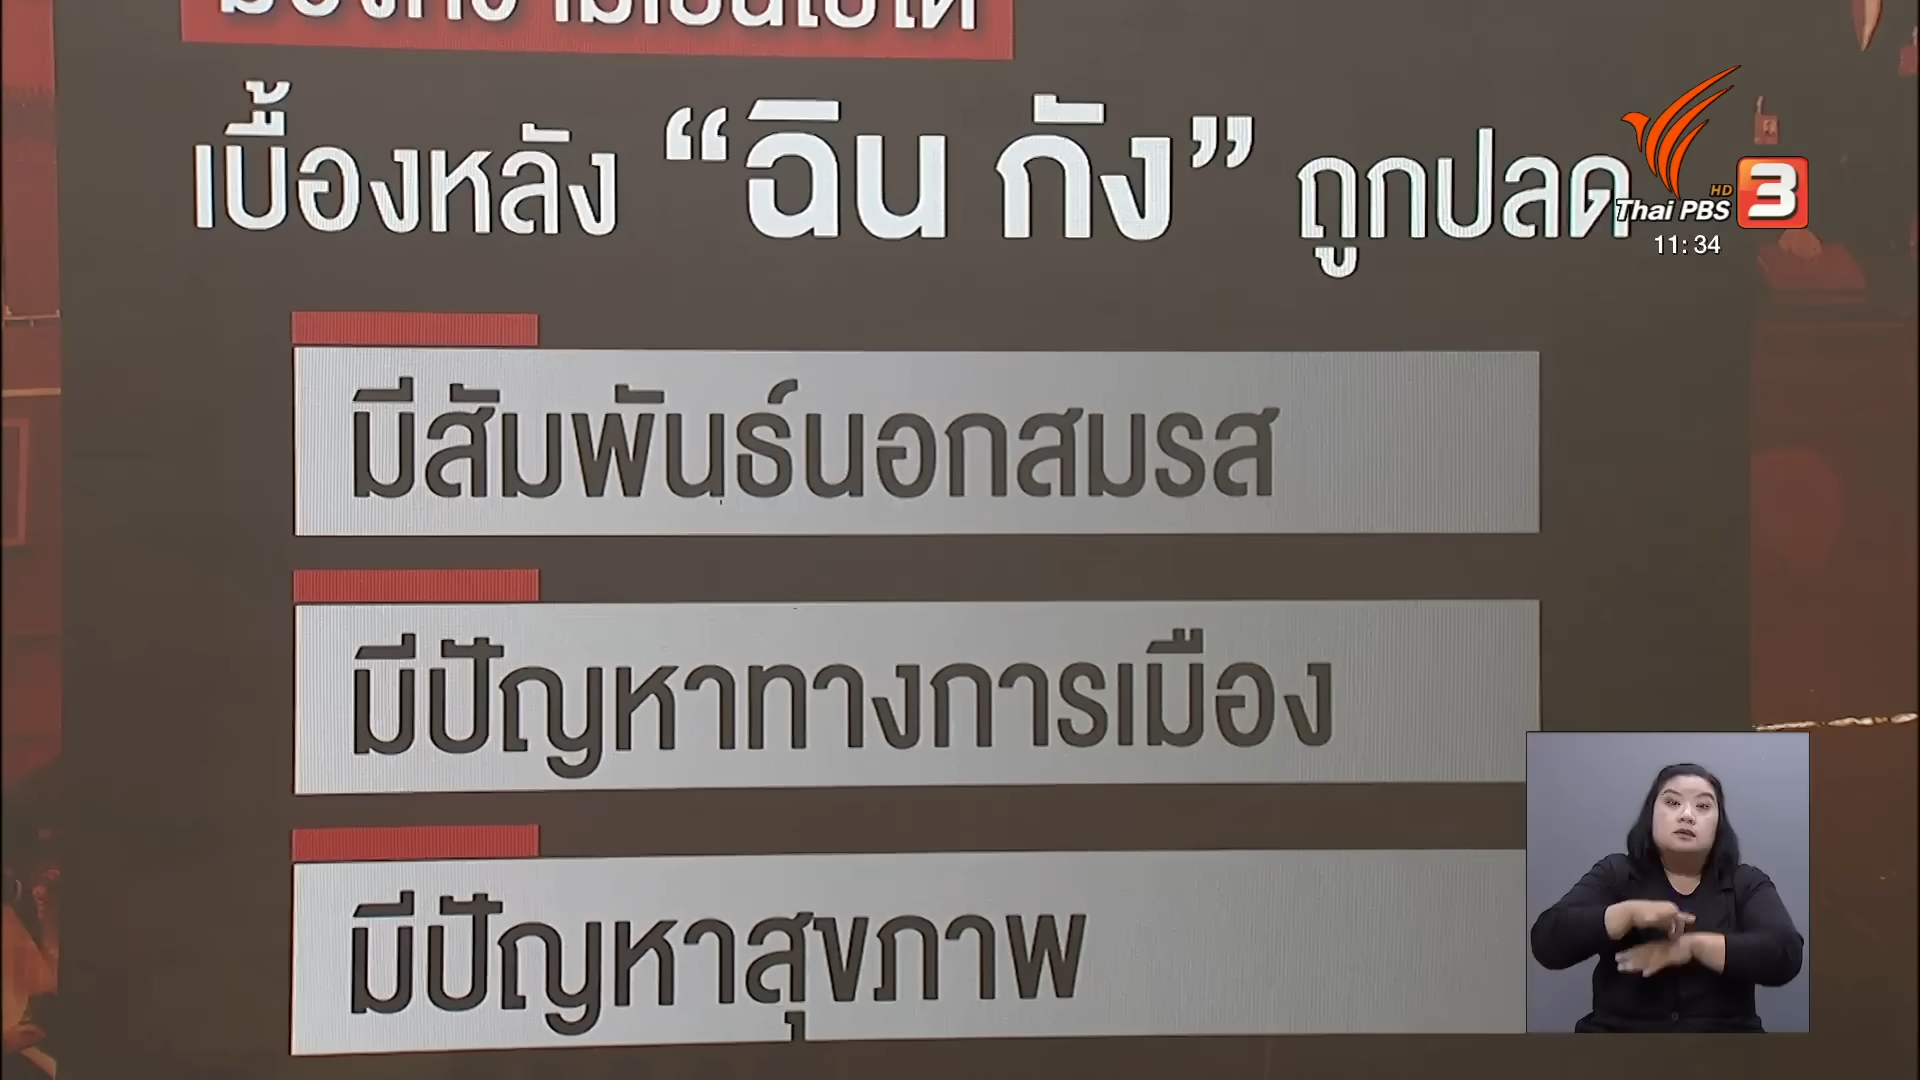 เบื้องหลัง “ฉิน กัง” ถูกปลด
HD
Thai PBS 3
11:34
มีสัมพันธ์นอกสมรส
มีปัญหาทางการเมือง
มีปัญหาสุขภาพ